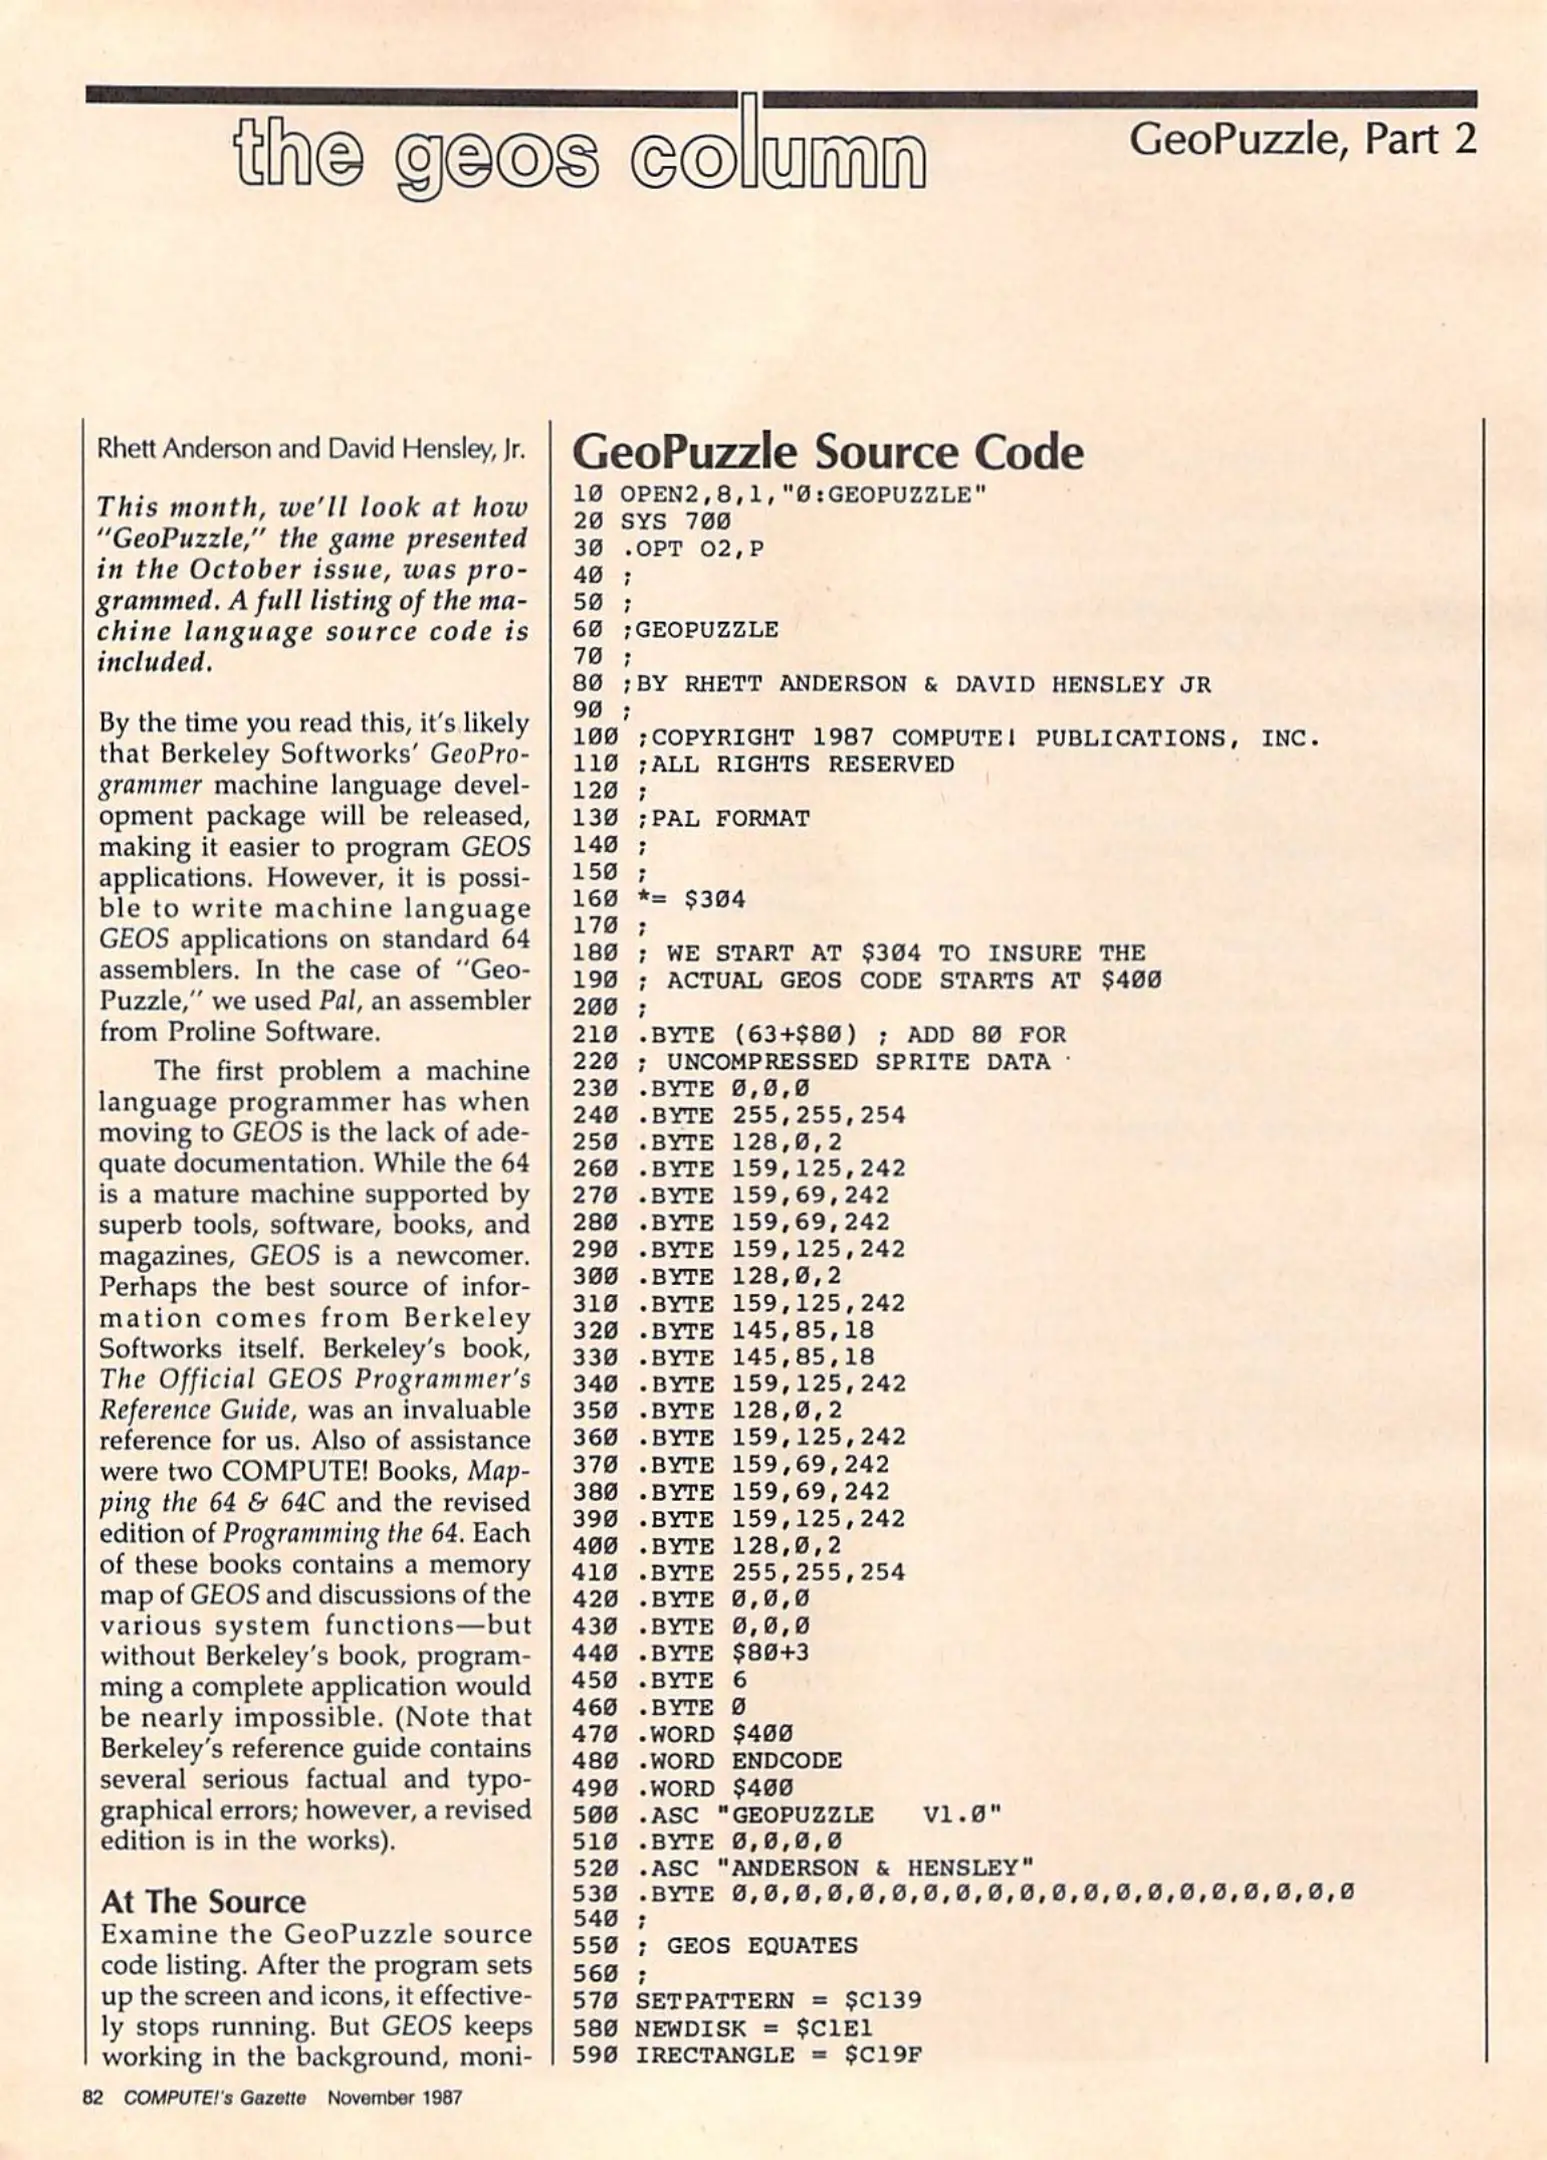 the geos column
GeoPuzzle, Part 2
Rhett Anderson and David Hensley, Jr.
This month, we'll look at how
"GeoPuzzle," the game presented
in the October issue, was pro-
grammed. A full listing of the ma-
chine language source code is
included.
By the time you read this, it's likely
that Berkeley Softworks' GeoPro-
grammer machine language devel-
opment package will be released,
making it easier to program GEOS
applications. However, it is possi-
ble to write machine language
GEOS applications on standard 64
assemblers. In the case of "Geo-
Puzzle," we used Pal, an assembler
from Proline Software.
The first problem a machine
language programmer has when
moving to GEOS is the lack of ade-
quate documentation. While the 64
is a mature machine supported by
superb tools, software, books, and
magazines, GEOS is a newcomer.
Perhaps the best source of infor-
mation comes from Berkeley
Softworks itself. Berkeley's book,
The Official GEOS Programmer's
Reference Guide, was an invaluable
reference for us. Also of assistance
were two COMPUTE! Books, Map-
ping the 64 & 64C and the revised
edition of Programming the 64. Each
of these books contains a memory
map of GEOS and discussions of the
various system functions—but
without Berkeley's book, program-
ming a complete application would
be nearly impossible. (Note that
Berkeley's reference guide contains
several serious factual and typo-
graphical errors; however, a revised
edition is in the works).
At The Source
Examine the GeoPuzzle source
code listing. After the program sets
up the screen and icons, it effective-
ly stops running. But GEOS keeps
working in the background, moni-
GeoPuzzle Source Code
10 OPEN2,8,1,"0:GEOPUZZLE"
20 SYS 700
30 .OPT O2,P
40 ;
50 ;
60 ;GEOPUZZLE
70 ;
80 ;BY RHETT ANDERSON & DAVID HENSLEY JR
90 ;
100 ;COPYRIGHT 1987 COMPUTE! PUBLICATIONS, INC.
110 ;ALL RIGHTS RESERVED
120 ;
130 ;PAL FORMAT
140 ;
150 ;
160 *= $304
170 ;
180 ; WE START AT $304 TO INSURE THE
190 ; ACTUAL GEOS CODE STARTS AT $400
200 ;
210 .BYTE (63+$80) ; ADD 80 FOR
220 ; UNCOMPRESSED SPRITE DATA
230 .BYTE 0,0,0
240 .BYTE 255,255,254
250 .BYTE 128,0,2
260 .BYTE 159,125,242
270 .BYTE 159,69,242
280 .BYTE 159,69,242
290 .BYTE 159,125,242
300 .BYTE 128,0,2
310 .BYTE 159,125,242
320 .BYTE 145,85,18
330 .BYTE 145,85,18
340 .BYTE 159,125,242
350 .BYTE 128,0,2
360 .BYTE 159,125,242
370 .BYTE 159,69,242
380 .BYTE 159,69,242
390 .BYTE 159,125,242
400 .BYTE 128,0,2
410 .BYTE 255,255,254
420 .BYTE 0,0,0
430 .BYTE 0,0,0
440 .BYTE $80+3
450 .BYTE 6
460 .BYTE 0
470 .WORD $400
480 .WORD ENDCODE
490 .WORD $400
500 .ASC "GEOPUZZLE   V1.0"
510 .BYTE 0,0,0,0
520 .ASC "ANDERSON & HENSLEY"
530 .BYTE 0,0,0,0,0,0,0,0,0,0,0,0,0,0,0,0,0,0,0,0
540 ;
550 ; GEOS EQUATES
560 ;
570 SETPATTERN = $C139
580 NEWDISK = $C1E1
590 IRECTANGLE = $C19F
82 COMPUTE!'s Gazette November 1987